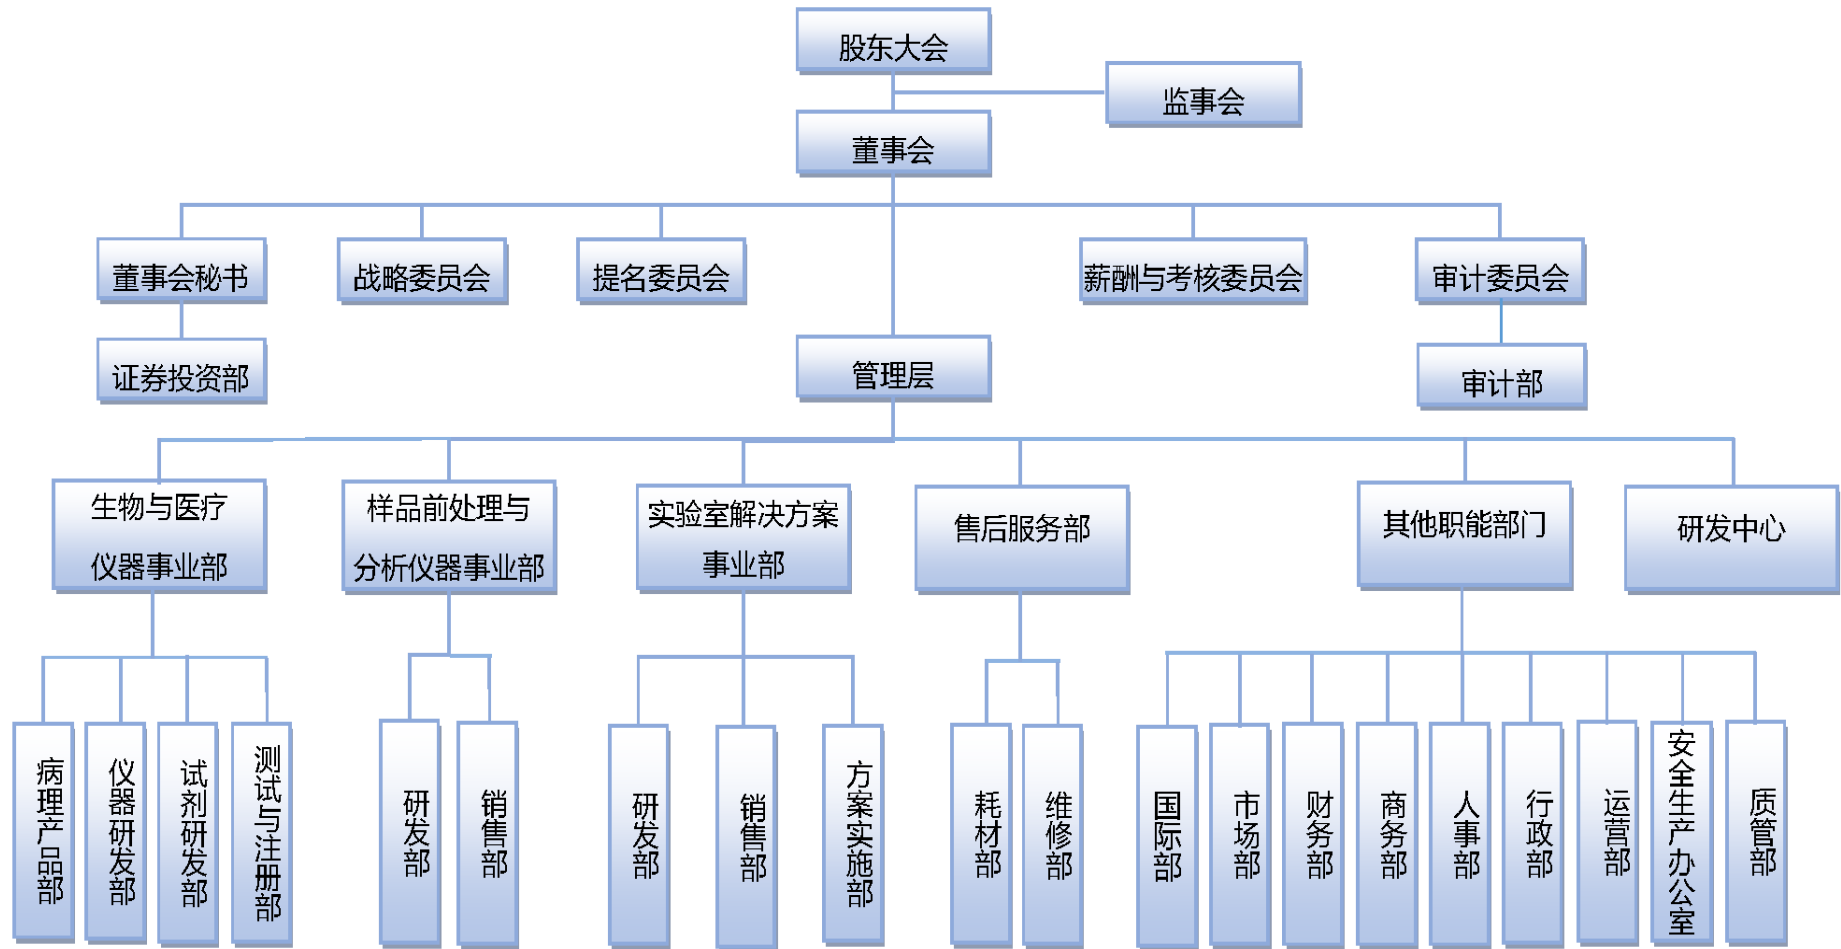 股东大会
监事会
董事会
董事会秘书
战略委员会
提名委员会
薪酬与考核委员会
审计委员会
证券投资部
管理层
审计部
生物与医疗
仪器事业部
样品前处理与
分析仪器事业部
实验室解决方案
事业部
售后服务部
其他职能部门
研发中心
病理产品部
仪器研发部
试剂研发部
测试与注册部
研发部
销售部
研发部
销售部
方案实施部
耗材部
维修部
国际部
市场部
财务部
商务部
人事部
行政部
运营部
安全生产办公室
质管部